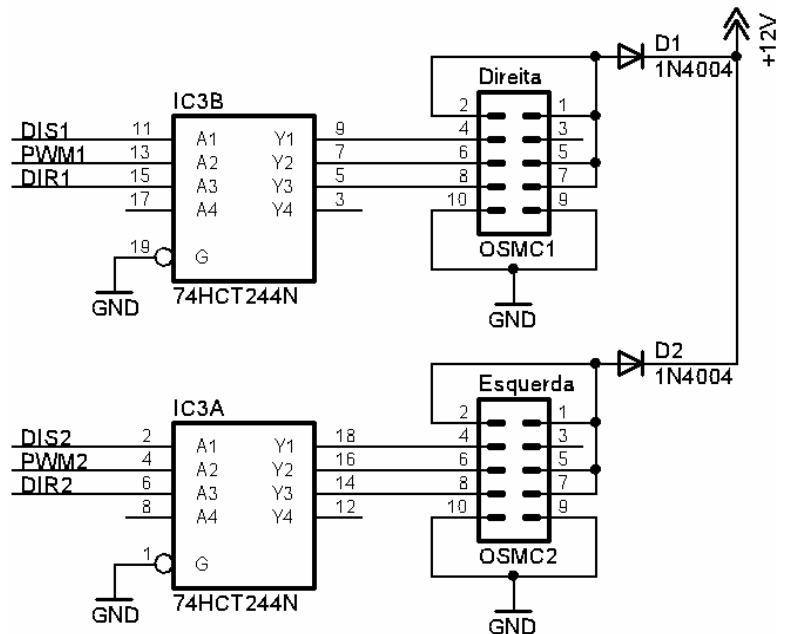 D1
1N4004
+12V
Direita
IC3B
2 1
DIS1 11 A1 Y1 9 4 3
PWM1 13 A2 Y2 7 6 5
DIR1 15 A3 Y3 5 8 7
17 A4 Y4 3 10 9
19 G
OSMC1
GND
74HCT244N
GND
D2
1N4004
Esquerda
IC3A
2 1
DIS2 2 A1 Y1 18 4 3
PWM2 4 A2 Y2 16 6 5
DIR2 6 A3 Y3 14 8 7
8 A4 Y4 12 10 9
1 G
OSMC2
74HCT244N
GND
GND